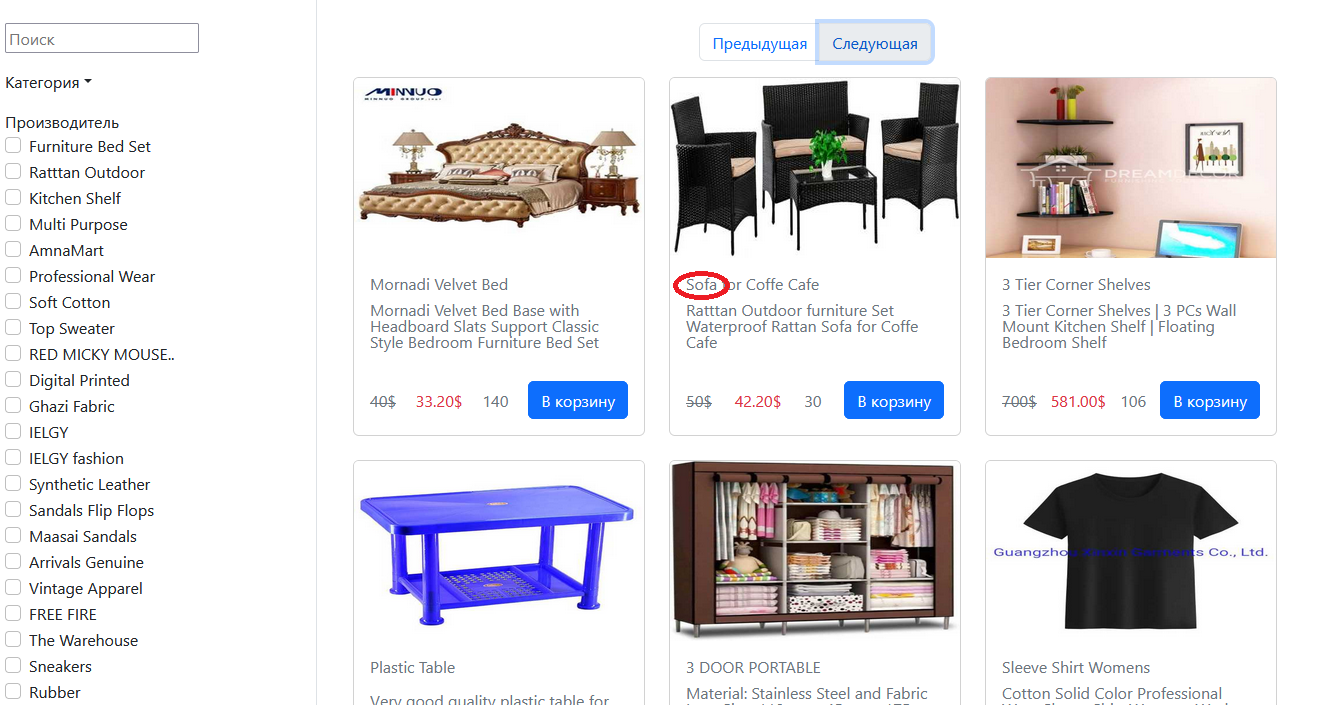 Поиск
Предыдущая Следующая
Категория
Производитель
Furniture Bed Set
Ratttan Outdoor
Kitchen Shelf
Multi Purpose
AmnaMart
Professional Wear
Soft Cotton
Top Sweater
RED MICKY MOUSE..
Digital Printed
Ghazi Fabric
IELGY
IELGY fashion
Synthetic Leather
Sandals Flip Flops
Maasai Sandals
Arrivals Genuine
Vintage Apparel
FREE FIRE
The Warehouse
Sneakers
Rubber
MINNUO
MINNUO GROUP
Mornadi Velvet Bed
Mornadi Velvet Bed Base with
Headboard Slats Support Classic
Style Bedroom Furniture Bed Set
40$ 33.20$ 140 В корзину
Sofa for Coffe Cafe
Ratttan Outdoor furniture Set
Waterproof Rattan Sofa for Coffe
Cafe
50$ 42.20$ 30 В корзину
DREAM DECOR
3 Tier Corner Shelves
3 Tier Corner Shelves | 3 PCs Wall
Mount Kitchen Shelf | Floating
Bedroom Shelf
700$ 581.00$ 106 В корзину
Plastic Table
Very good quality plastic table for
3 DOOR PORTABLE
Material: Stainless Steel and Fabric
Guangzhou Garments Co., Ltd.
Sleeve Shirt Womens
Cotton Solid Color Professional